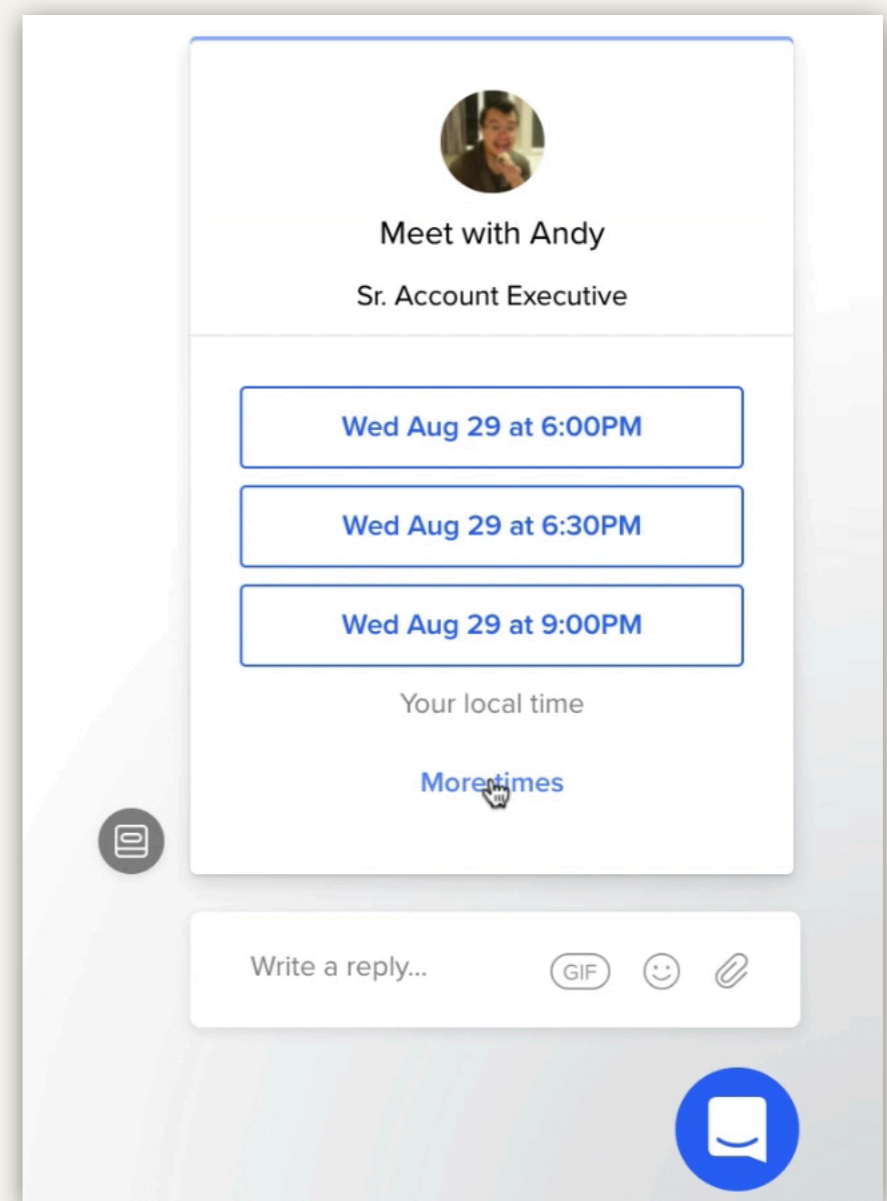 Meet with Andy
Sr. Account Executive
Wed Aug 29 at 6:00PM
Wed Aug 29 at 6:30PM
Wed Aug 29 at 9:00PM
Your local time
More times
Write a reply...
GIF